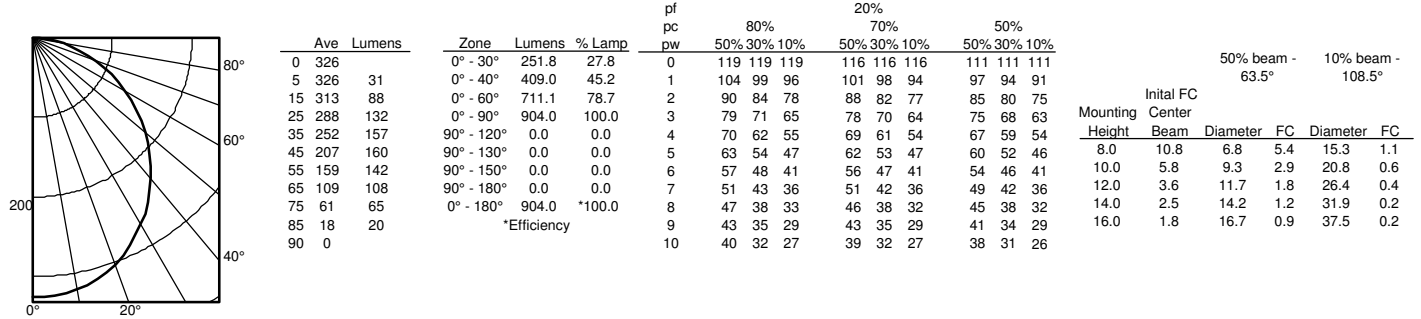 80°
60°
200
40°
0° 20°
Ave Lumens
0 326
5 326 31
15 313 88
25 288 132
35 252 157
45 207 160
55 159 142
65 109 108
75 61 65
85 18 20
90 0
Zone Lumens % Lamp
0° - 30° 251.8 27.8
0° - 40° 409.0 45.2
0° - 60° 711.1 78.7
0° - 90° 904.0 100.0
90° - 120° 0.0 0.0
90° - 130° 0.0 0.0
90° - 150° 0.0 0.0
90° - 180° 0.0 0.0
0° - 180° 904.0 *100.0
*Efficiency
pf 20%
pc 80% 70% 50%
pw 50% 30% 10% 50% 30% 10% 50% 30% 10%
0 119 119 119 116 116 116 111 111 111
1 104 99 96 101 98 94 97 94 91
2 90 84 78 88 82 77 85 80 75
3 79 71 65 78 70 64 75 68 63
4 70 62 55 69 61 54 67 59 54
5 63 54 47 62 53 47 60 52 46
6 57 48 41 56 47 41 54 46 41
7 51 43 36 51 42 36 49 42 36
8 47 38 33 46 38 32 45 38 32
9 43 35 29 43 35 29 41 34 29
10 40 32 27 39 32 27 38 31 26
50% beam - 10% beam -
63.5° 108.5°
Inital FC
Mounting Center
Height Beam Diameter FC Diameter FC
8.0 10.8 6.8 5.4 15.3 1.1
10.0 5.8 9.3 2.9 20.8 0.6
12.0 3.6 11.7 1.8 26.4 0.4
14.0 2.5 14.2 1.2 31.9 0.2
16.0 1.8 16.7 0.9 37.5 0.2